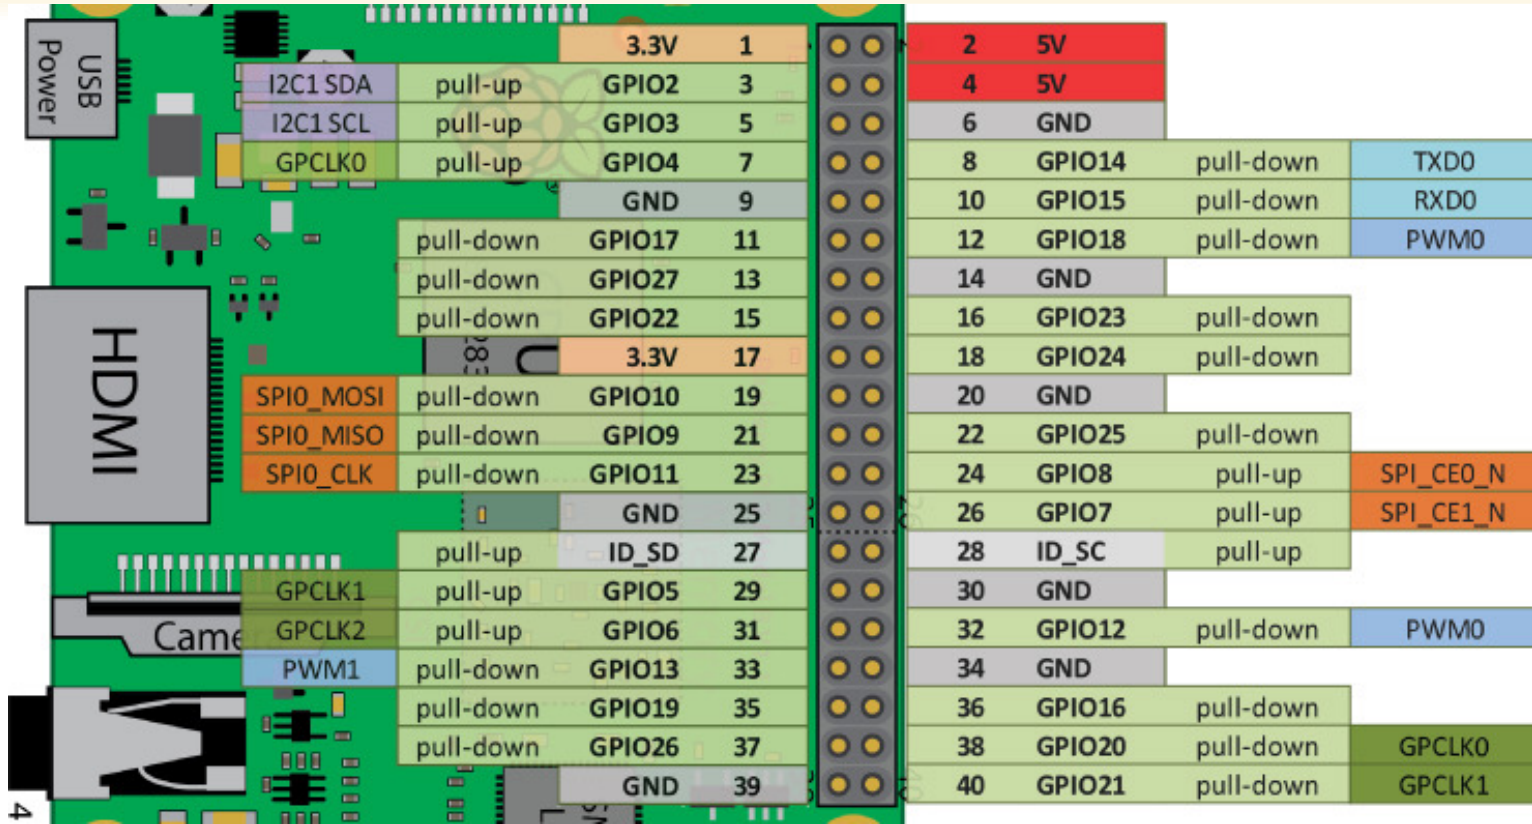 USB Power
3.3V 1 2 5V
I2C1 SDA pull-up GPIO2 3 4 5V
I2C1 SCL pull-up GPIO3 5 6 GND
GPCLK0 pull-up GPIO4 7 8 GPIO14 pull-down TXD0
GND 9 10 GPIO15 pull-down RXD0
pull-down GPIO17 11 12 GPIO18 pull-down PWM0
pull-down GPIO27 13 14 GND
pull-down GPIO22 15 16 GPIO23 pull-down
3.3V 17 18 GPIO24 pull-down
HDMI
SPI0_MOSI pull-down GPIO10 19 20 GND
SPI0_MISO pull-down GPIO9 21 22 GPIO25 pull-down
SPI0_CLK pull-down GPIO11 23 24 GPIO8 pull-up SPI_CE0_N
GND 25 26 GPIO7 pull-up SPI_CE1_N
pull-up ID_SD 27 28 ID_SC pull-up
GPCLK1 pull-up GPIO5 29 30 GND
Came GPCLK2 pull-up GPIO6 31 32 GPIO12 pull-down PWM0
PWM1 pull-down GPIO13 33 34 GND
pull-down GPIO19 35 36 GPIO16 pull-down
pull-down GPIO26 37 38 GPIO20 pull-down GPCLK0
GND 39 40 GPIO21 pull-down GPCLK1
4